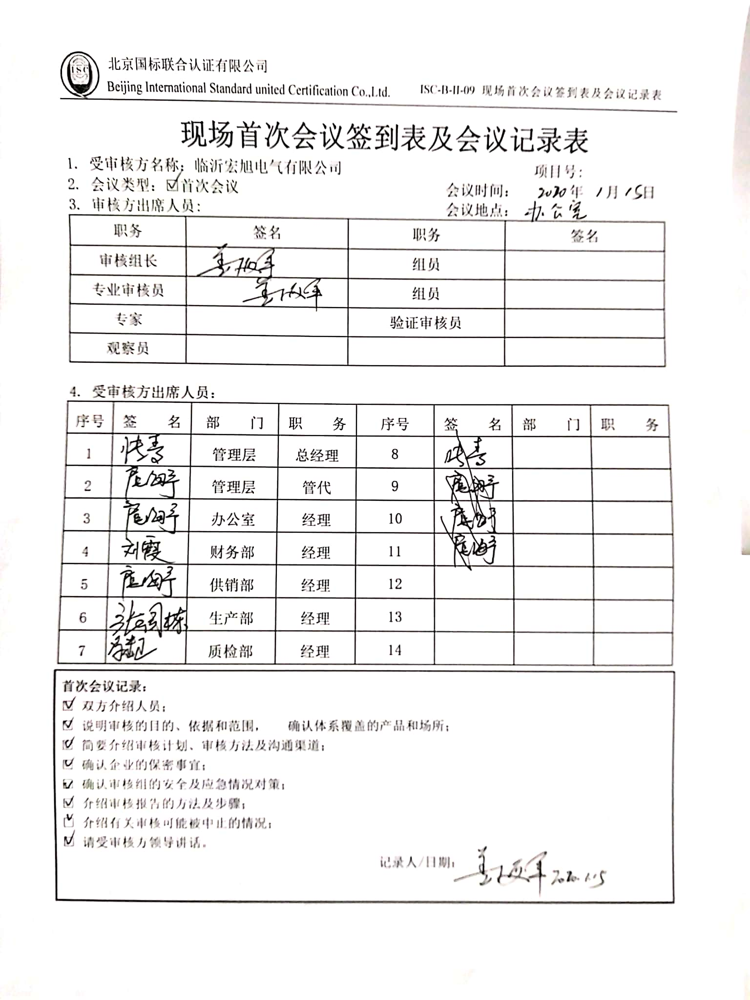 ISC
北京国标联合认证有限公司
Beijing International Standard united Certification Co.,Ltd.
ISC-B-II-09 现场首次会议签到表及会议记录表
现场首次会议签到表及会议记录表
1. 受审核方名称：临沂宏旭电气有限公司 项目号：
2. 会议类型：☑首次会议 会议时间： 2020年 1月15日
3. 审核方出席人员： 会议地点： 办公室
职务 签名 职务 签名
审核组长 组员
专业审核员 组员
专家 验证审核员
观察员
4. 受审核方出席人员：
序号 签名 部门 职务 序号 签名 部门 职务
1 管理层 总经理 8
2 管理层 管代 9
3 办公室 经理 10
4 刘霞 财务部 经理 11
5 供销部 经理 12
6 生产部 经理 13
7 质检部 经理 14
首次会议记录：
☑ 双方介绍人员；
☑ 说明审核的目的、依据和范围， 确认体系覆盖的产品和场所；
☑ 简要介绍审核计划、审核方法及沟通渠道；
☑ 确认企业的保密事宜；
☑ 确认审核组的安全及应急情况对策；
☑ 介绍审核报告的方法及步骤；
☑ 介绍有关审核可能被中止的情况；
☑ 请受审核方领导讲话。
记录人/日期： 2020.1.15